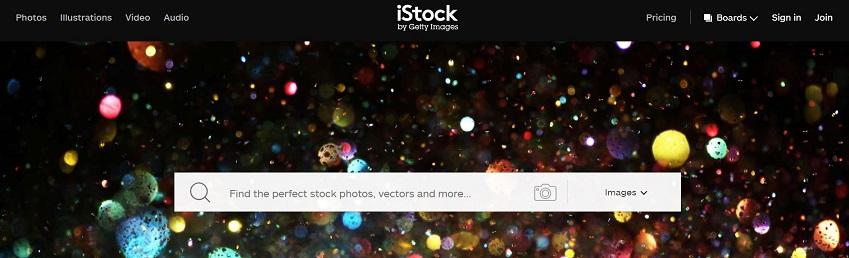 Photos Illustrations Video Audio
iStock
by Getty Images
Pricing Boards Sign in Join
Find the perfect stock photos, vectors and more...
Images